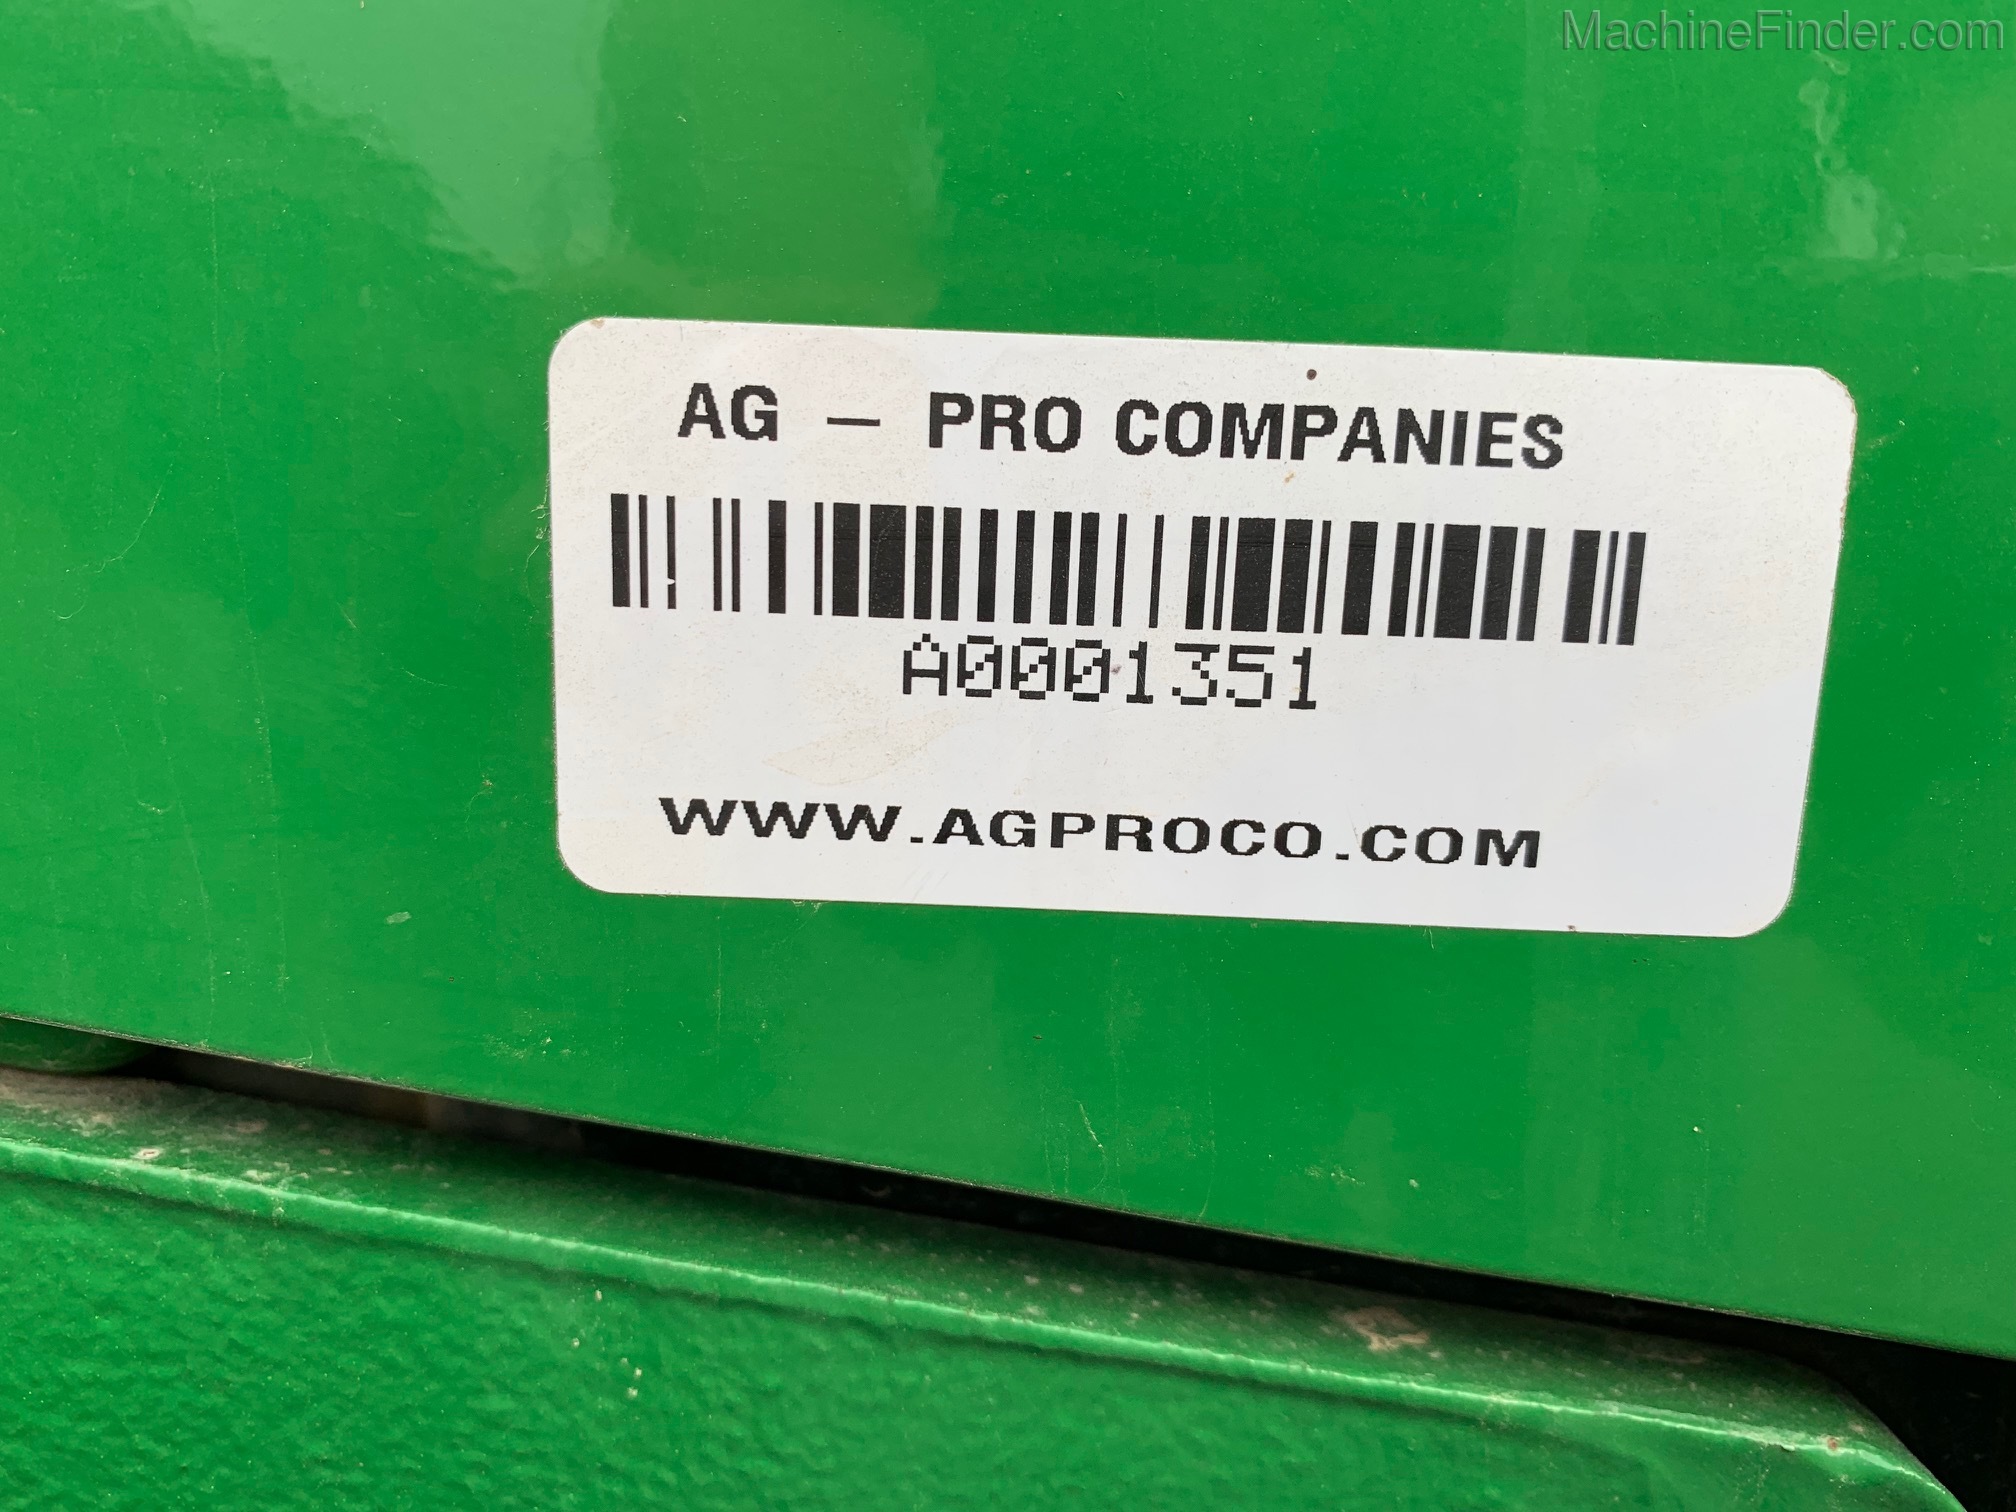 MachineFinder.com
AG - PRO COMPANIES
A0001351
WWW.AGPROCO.COM